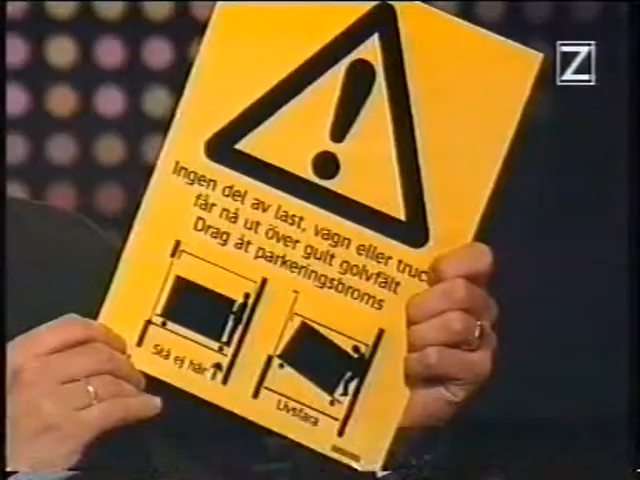 Z
Ingen del av last, vagn eller truck
får nå ut över gult golvfält
Drag åt parkeringsbroms
Stå ej här
Livsfara